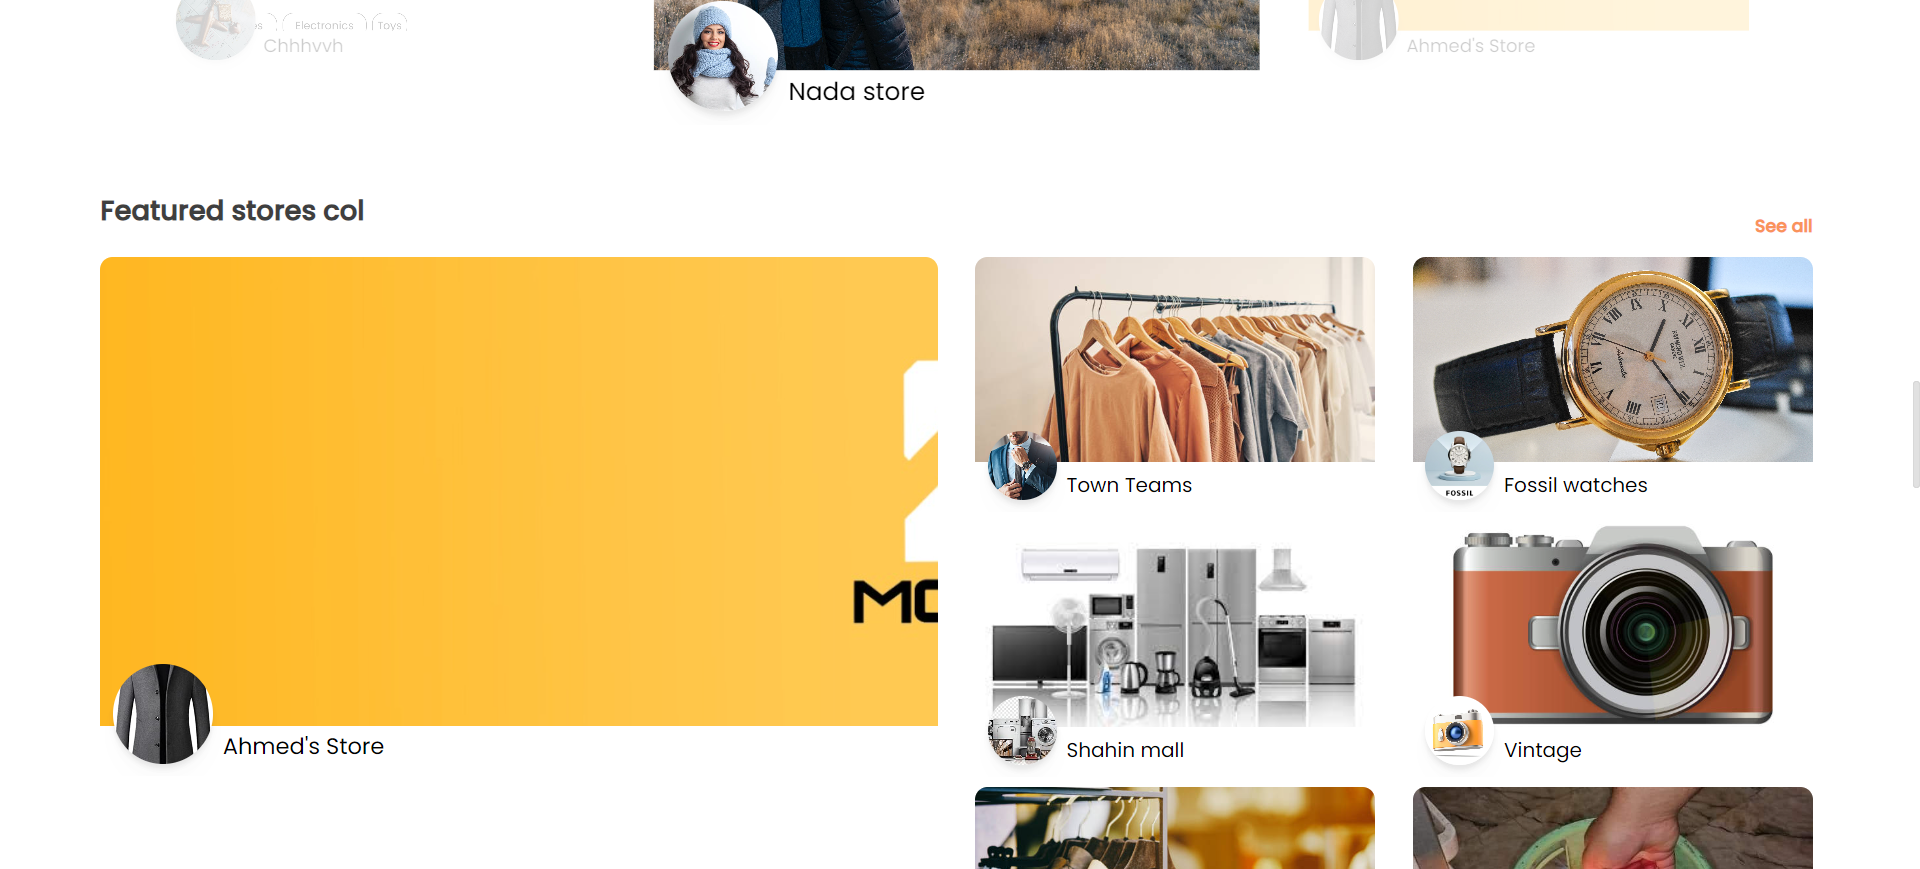 Electronics
Toys
Chhhvvh
Nada store
Ahmed's Store
Featured stores col
See all
Town Teams
FOSSIL
Fossil watches
Ahmed's Store
Shahin mall
Vintage